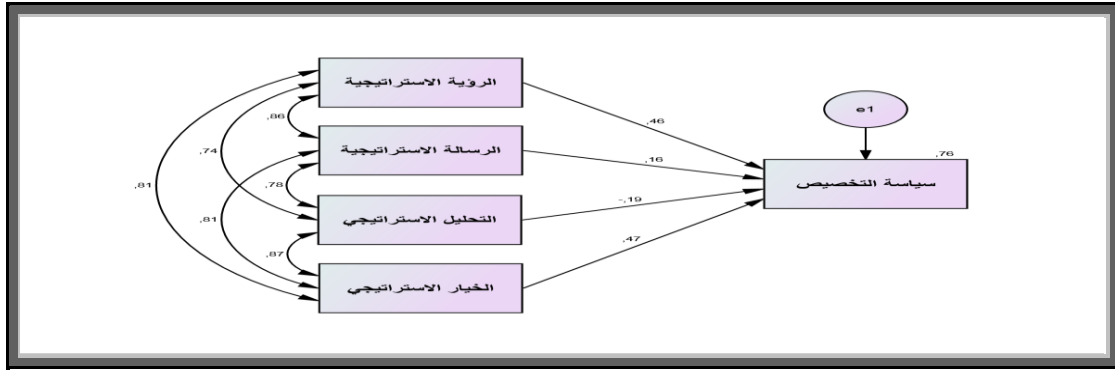 الرؤية الاستراتيجية
الرسالة الاستراتيجية
التحليل الاستراتيجي
الخيار الاستراتيجي
,86
,74
,81
,78
,81
,87
,46
,16
-,19
,47
e1
,76
سياسة التخصيص